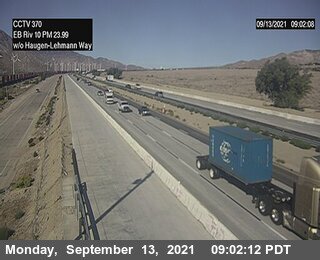 CCTV 370
EB Riv 10 PM 23.99
w/o Haugen-Lehmann Way
09/13/2021 09:02:08
Monday, September 13, 2021 09:02:12 PDT